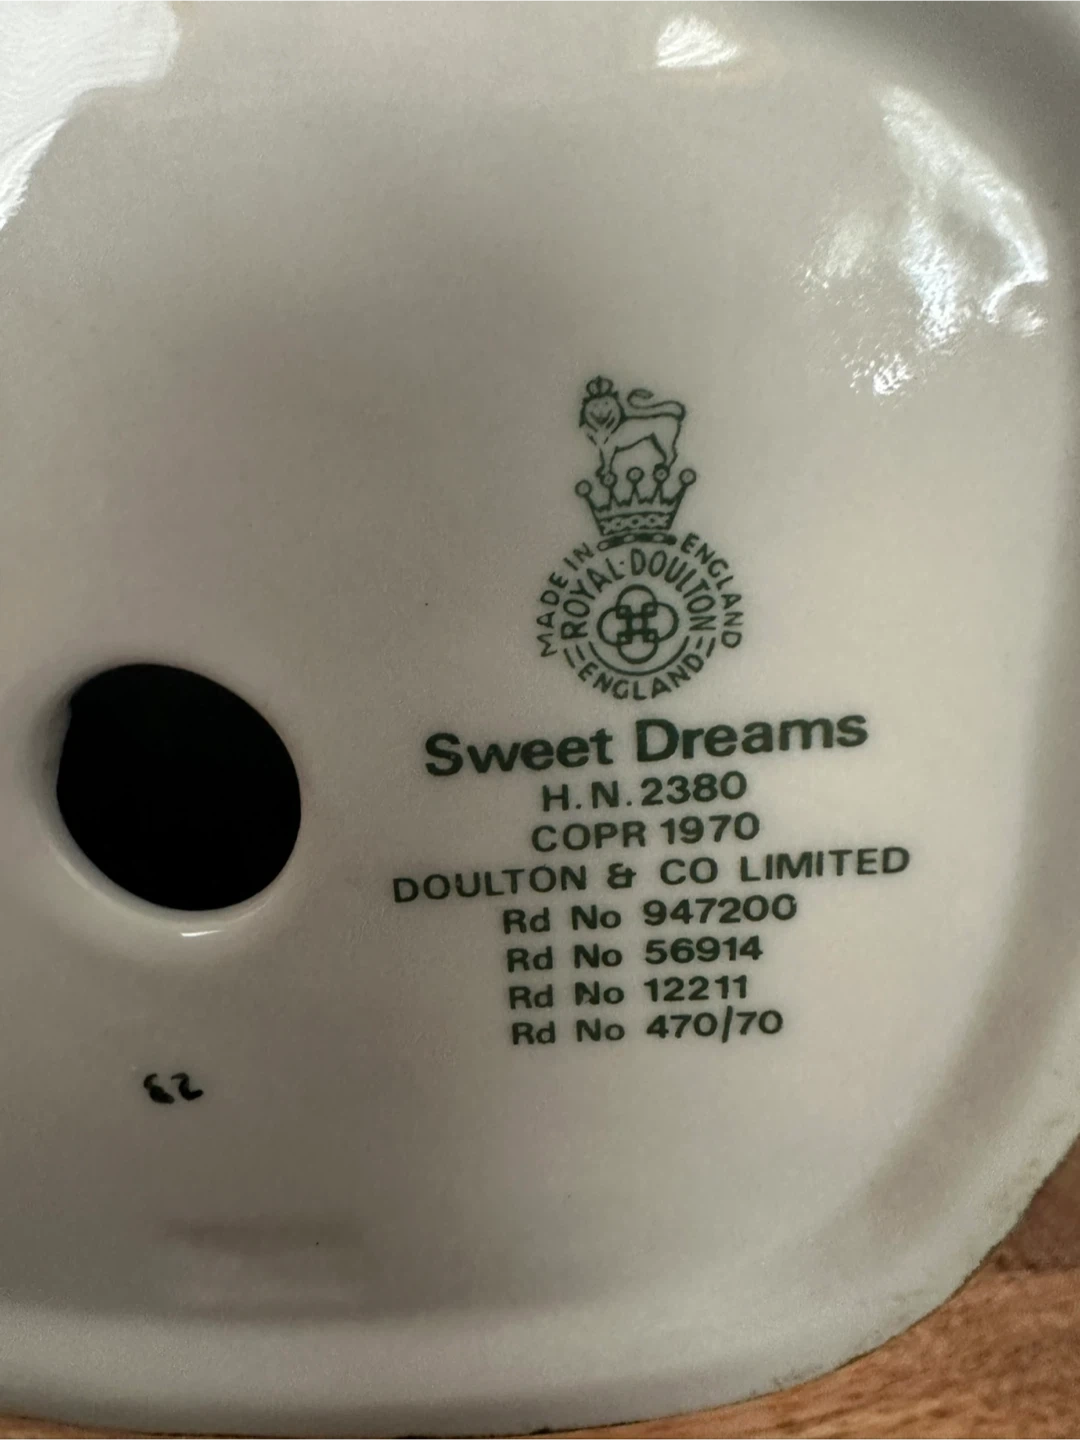 MADE IN ENGLAND
ROYAL·DOULTON
ENGLAND
Sweet Dreams
H.N.2380
COPR 1970
DOULTON & CO LIMITED
Rd No 947200
Rd No 56914
Rd No 12211
Rd No 470/70
23